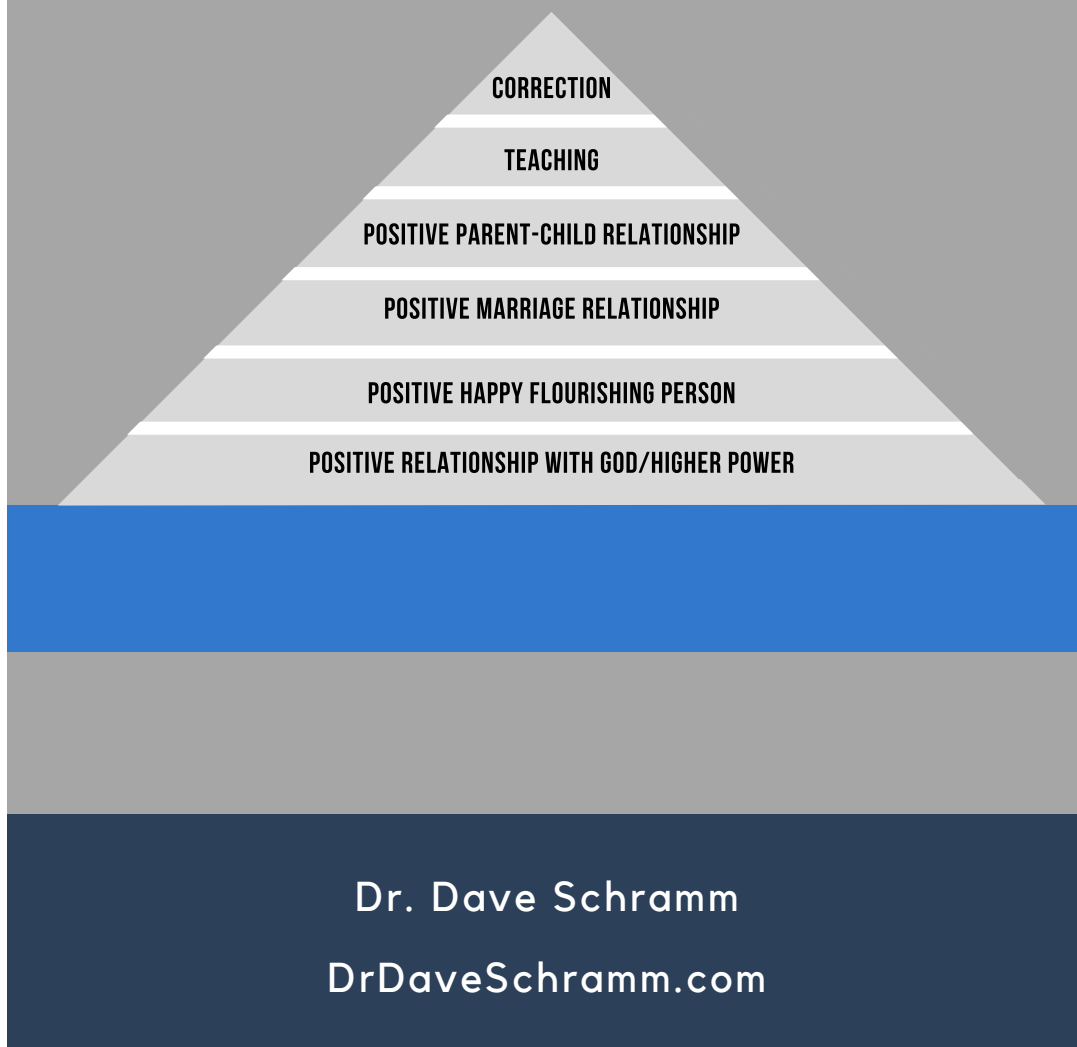 CORRECTION
TEACHING
POSITIVE PARENT-CHILD RELATIONSHIP
POSITIVE MARRIAGE RELATIONSHIP
POSITIVE HAPPY FLOURISHING PERSON
POSITIVE RELATIONSHIP WITH GOD/HIGHER POWER
Dr. Dave Schramm
DrDaveSchramm.com